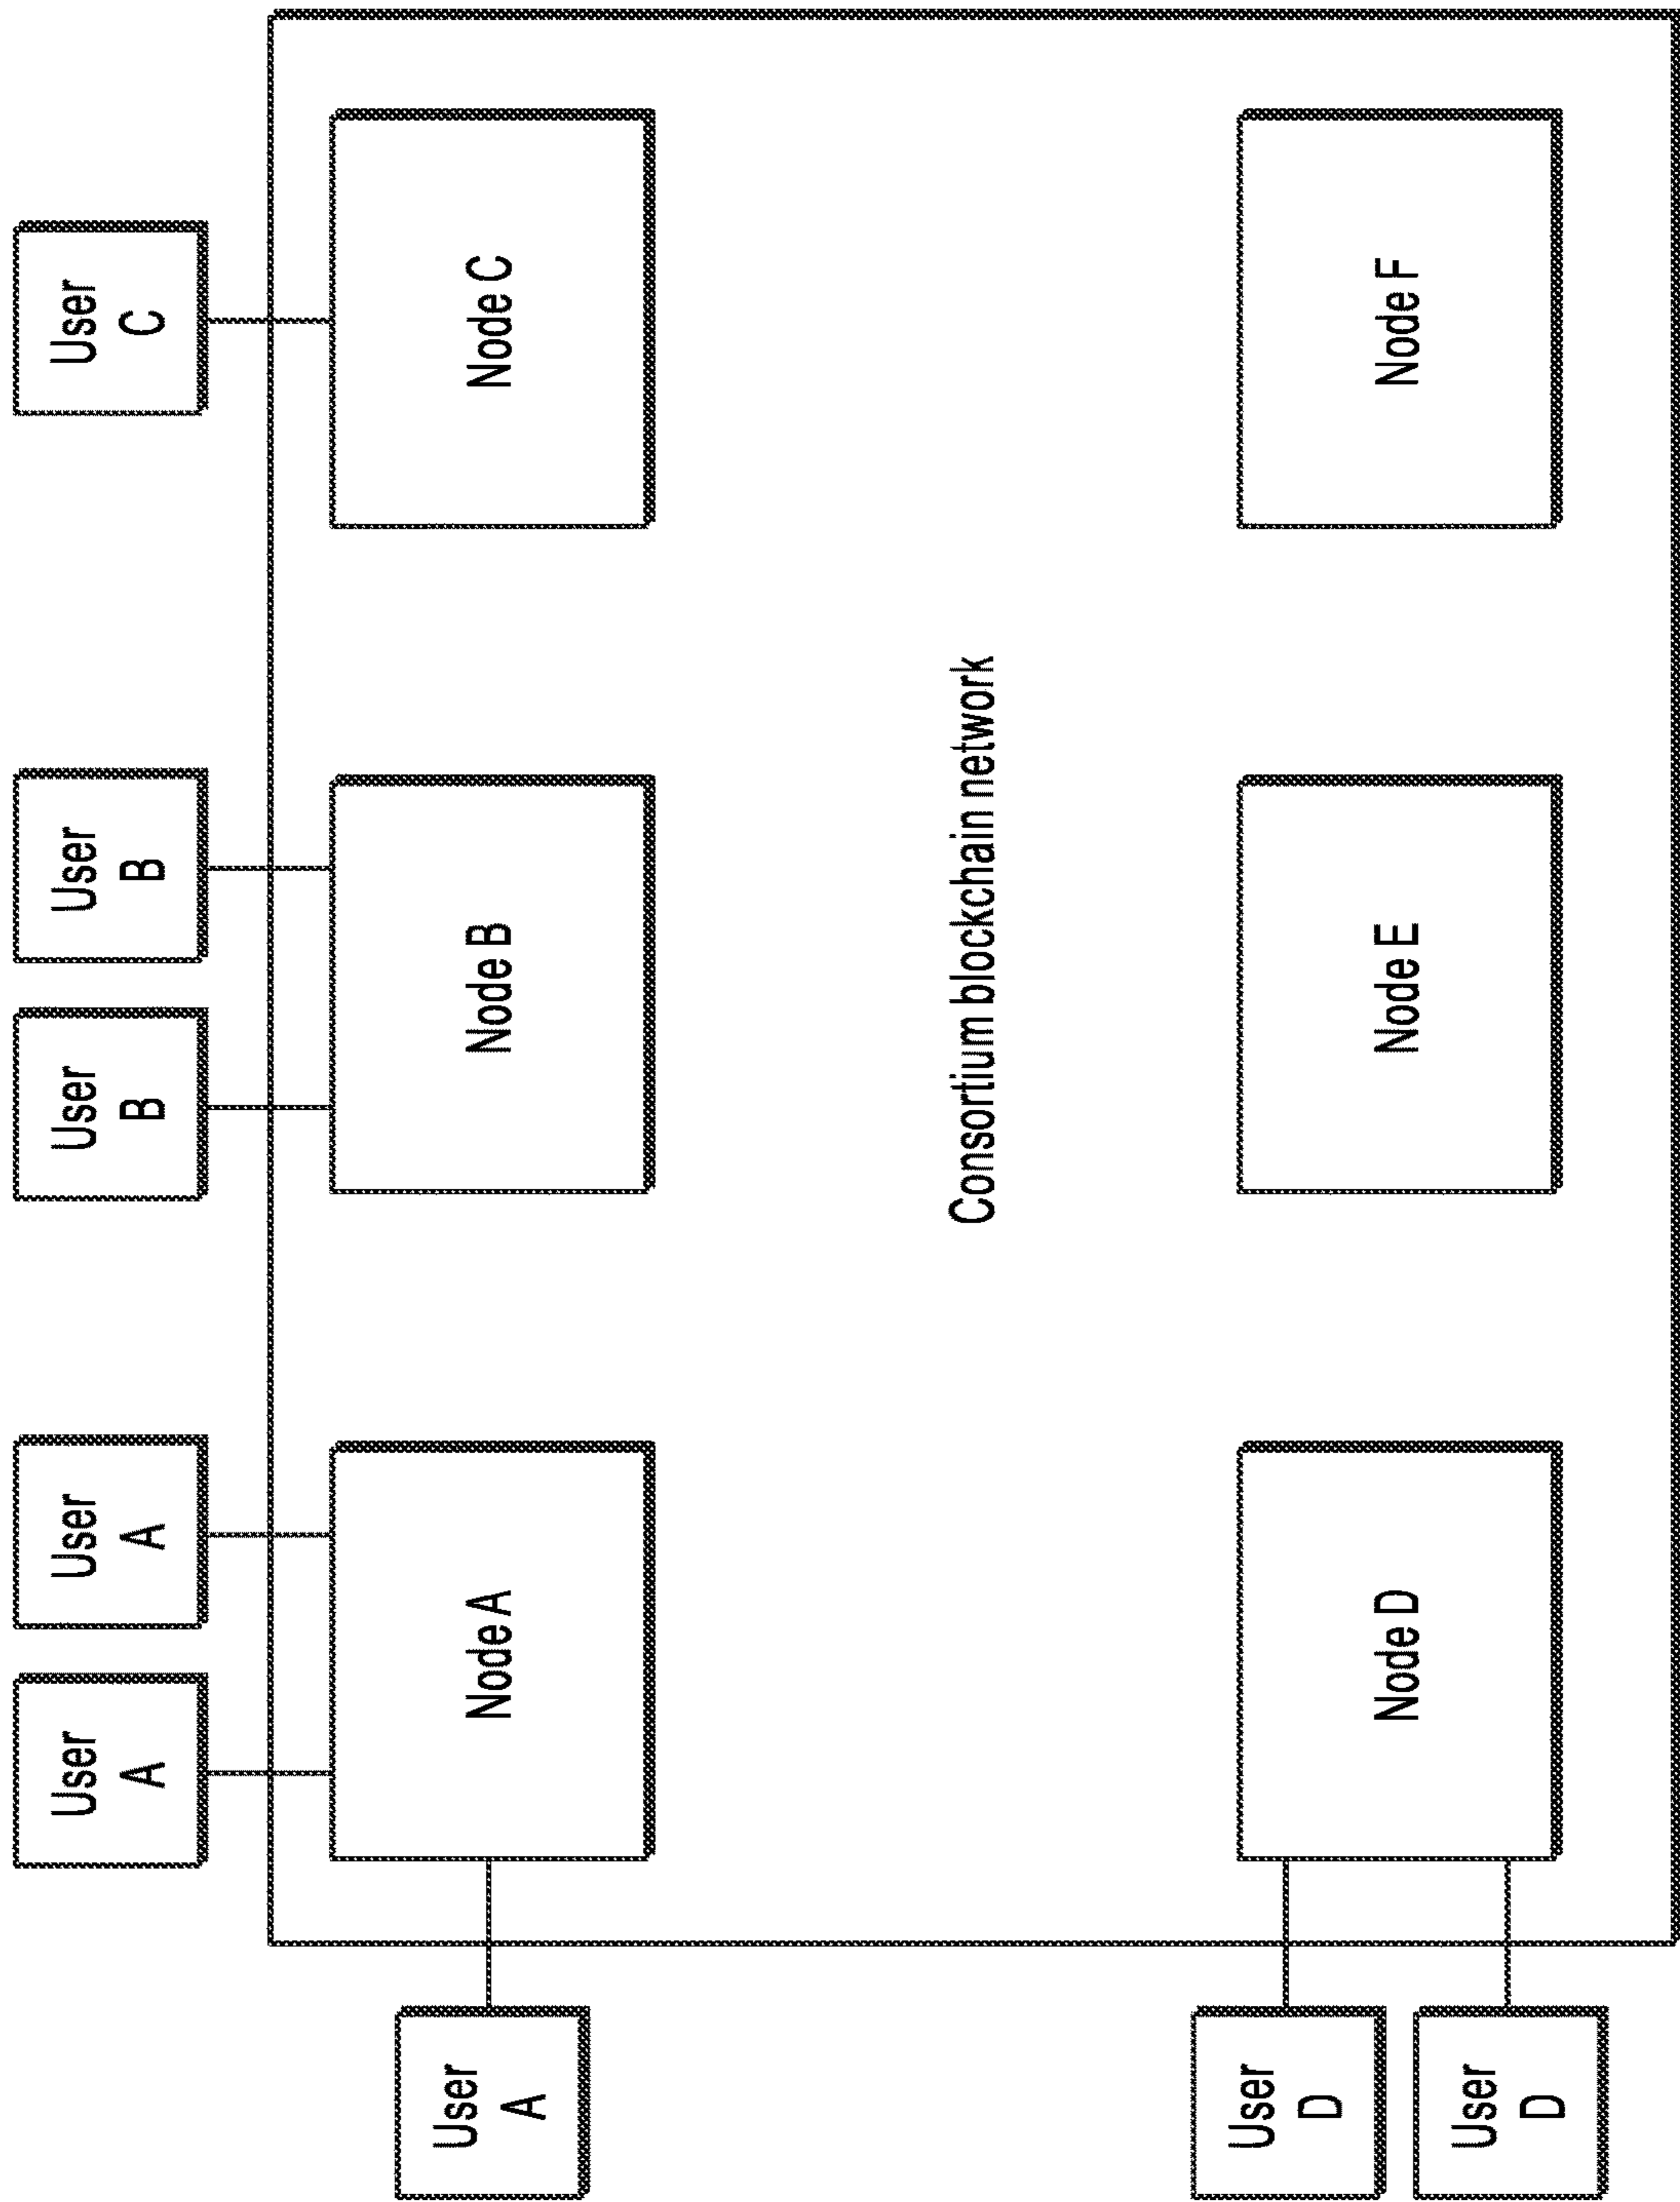 User
A
User
A
User
B
User
B
User
C
User
A
Node A
Node B
Node C
Consortium blockchain network
User
D
User
D
Node D
Node E
Node F